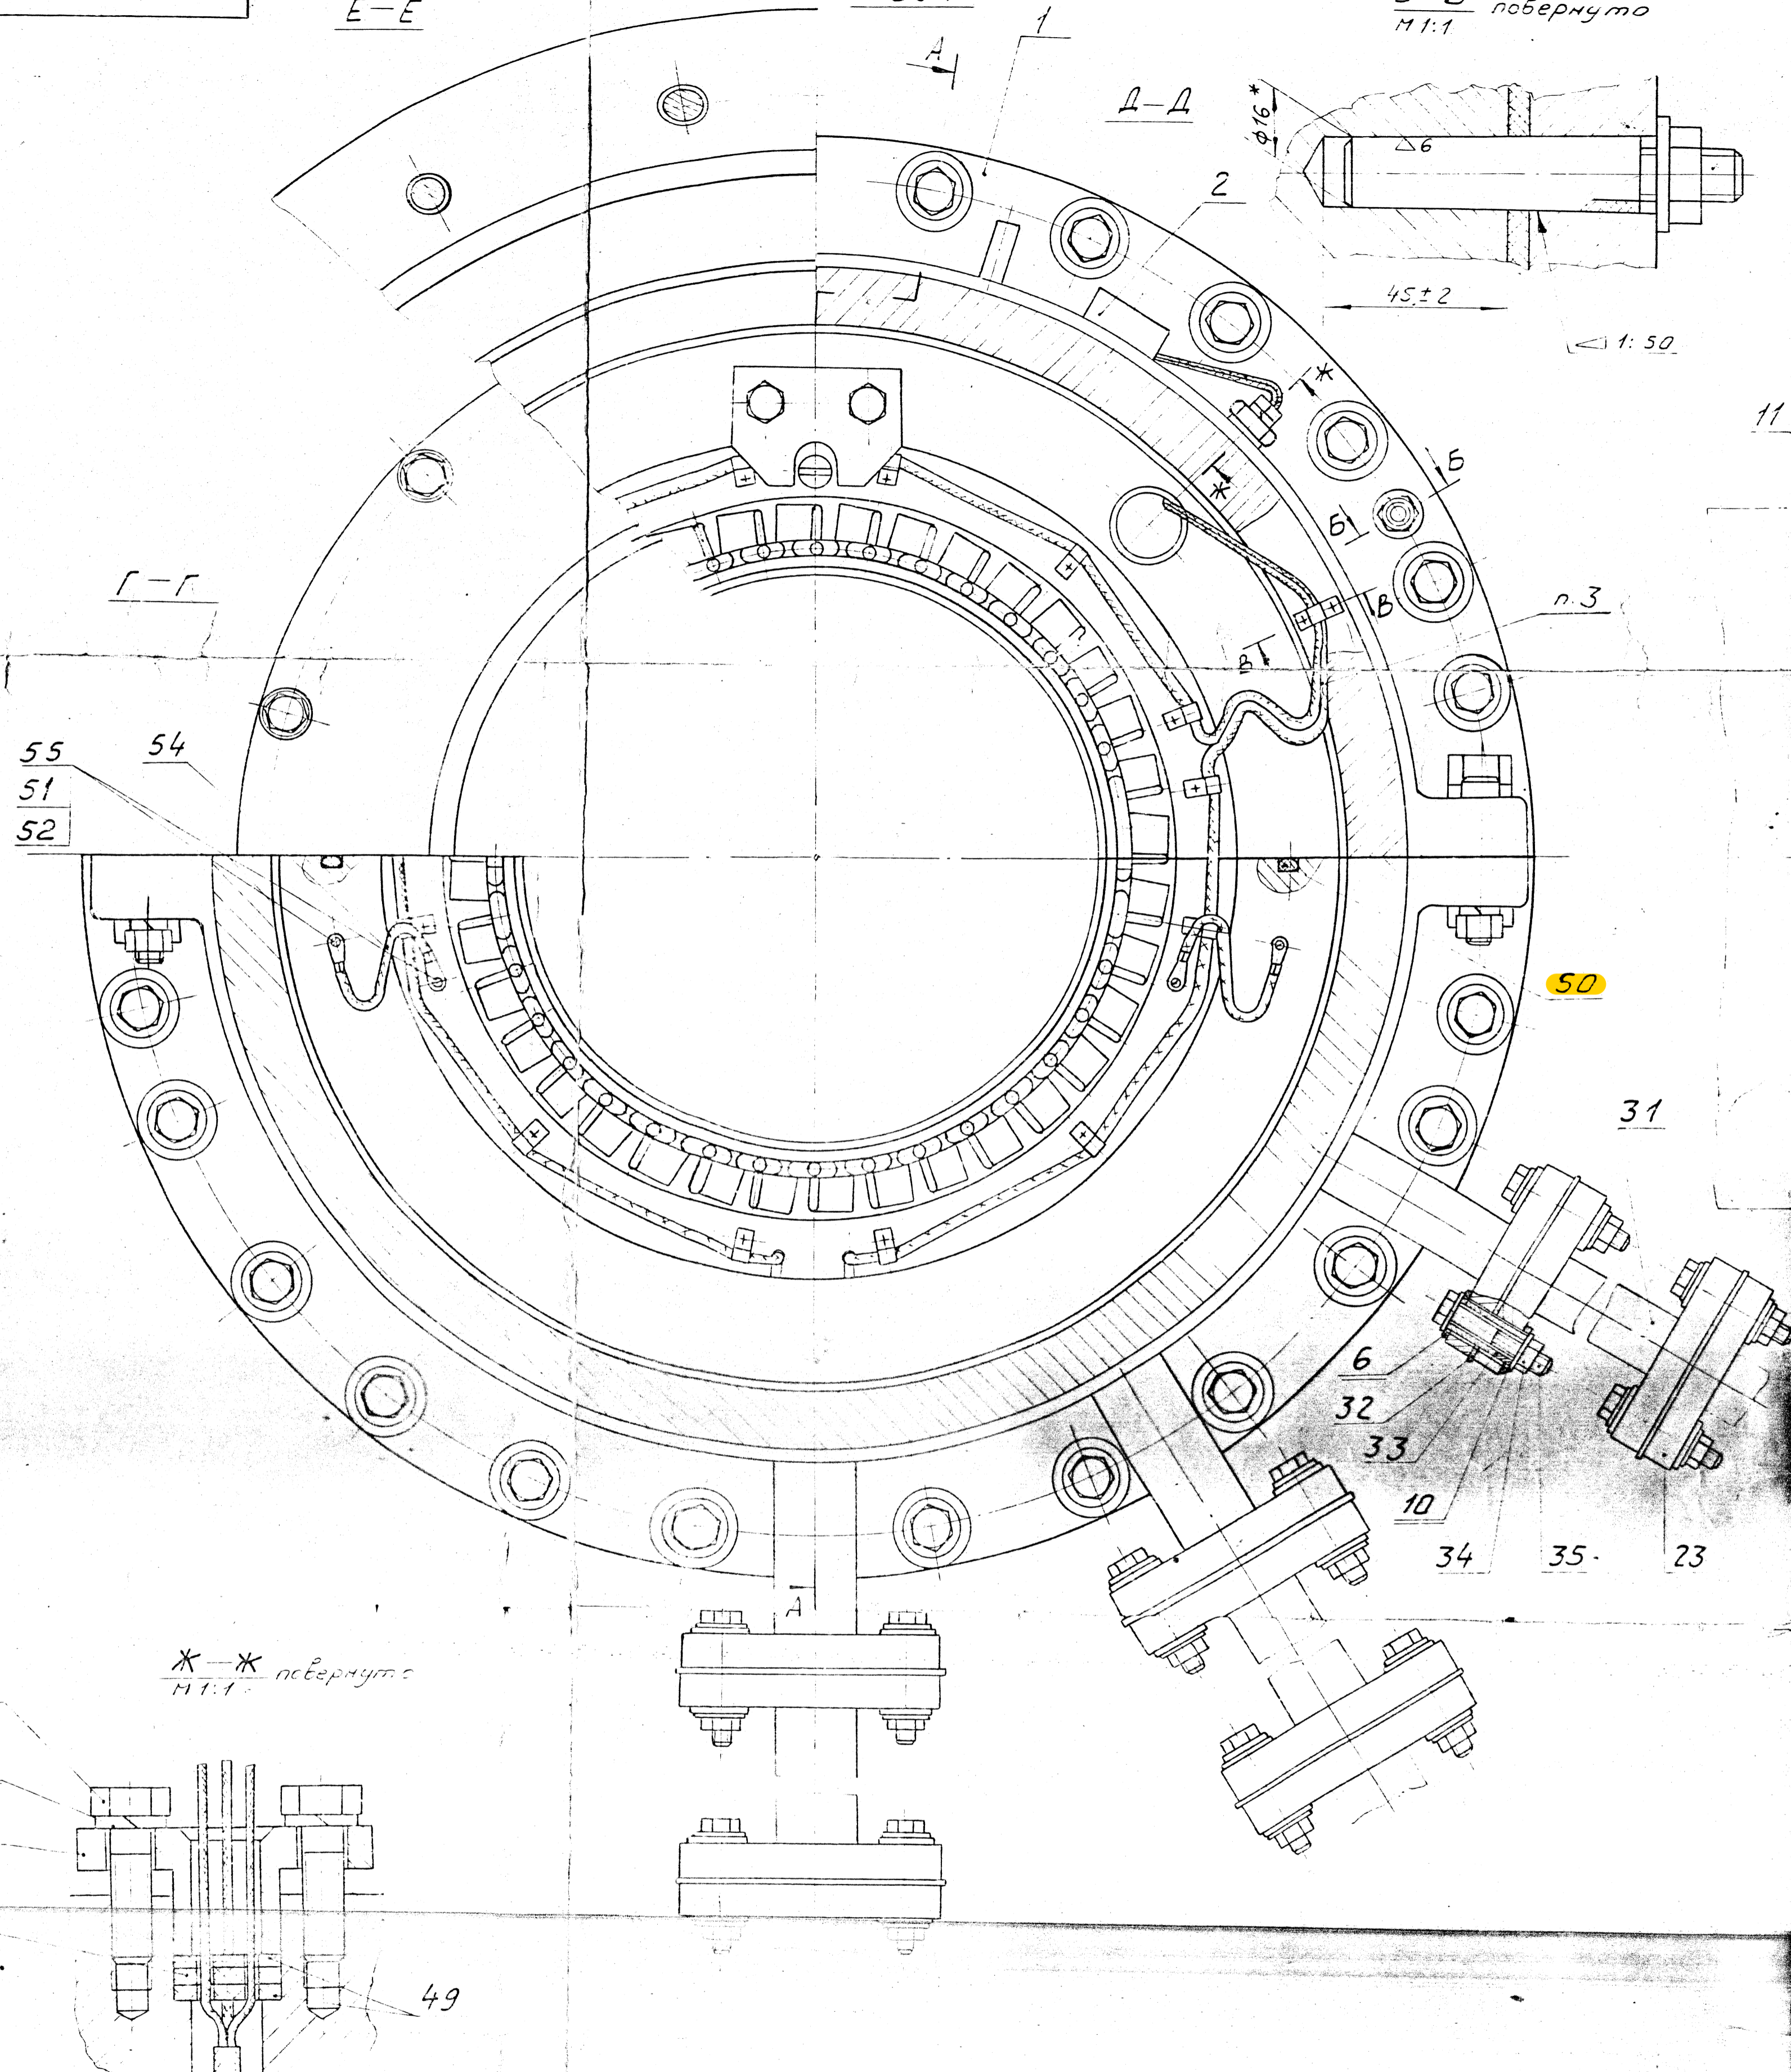 Е–Е
повернуто
М 1:1
1
А
Д–Д
ϕ16*
△6
2
45±2
◁ 1:50
Ж
11
Б
Ж
Б
Г–Г
В
п.3
В
55
54
51
52
50
31
6
32
33
10
34
35
23
А
Ж–Ж повернуто
М 1:1
49